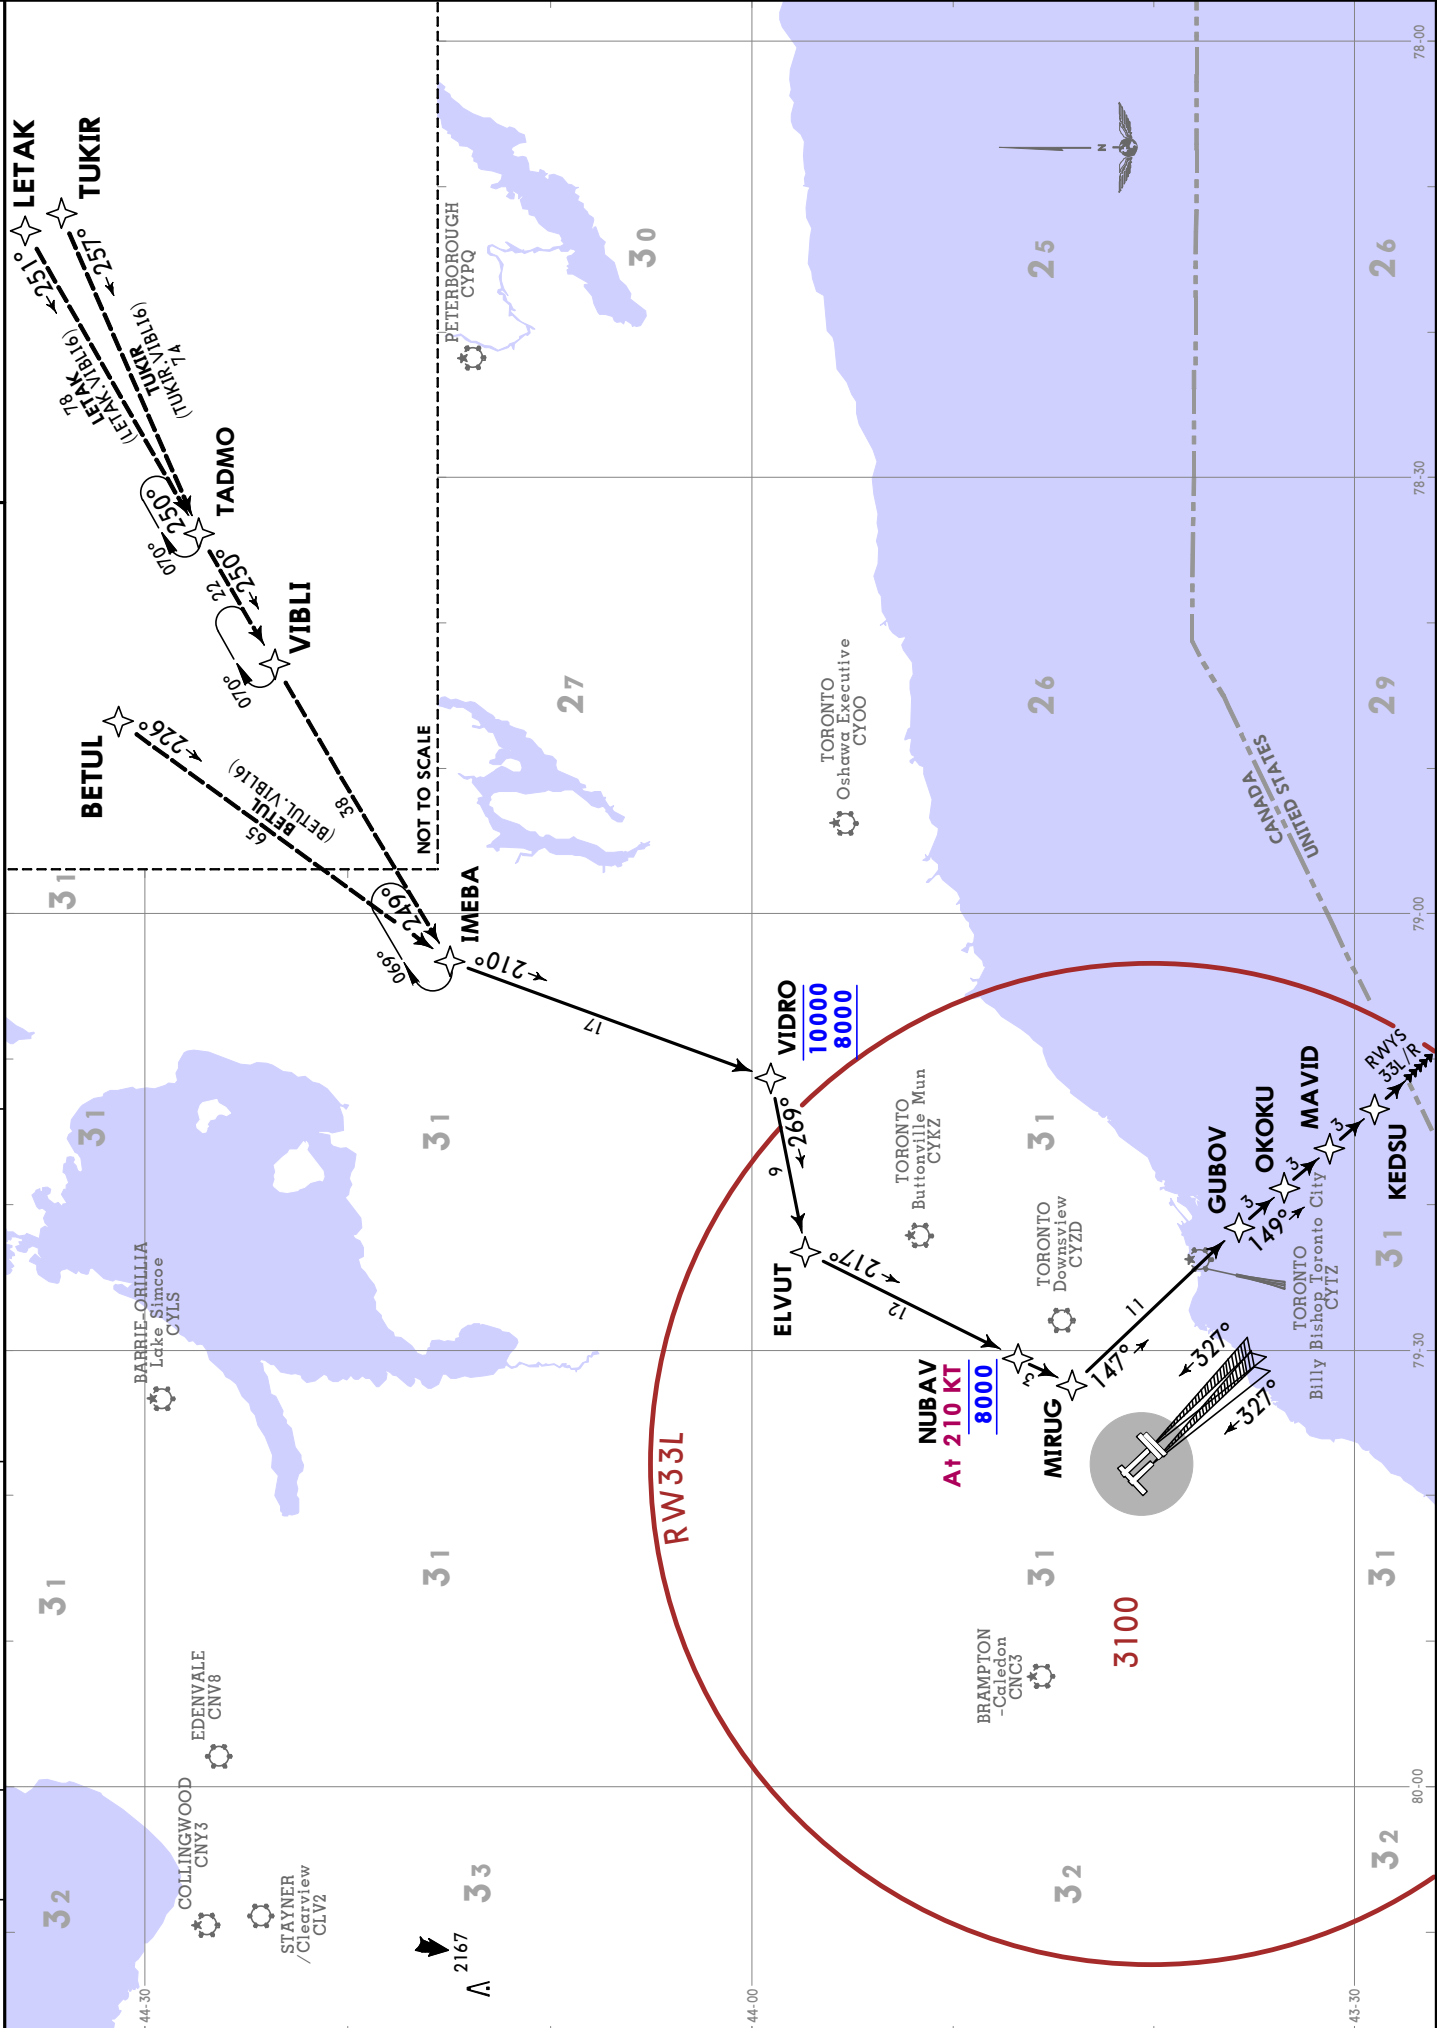 LETAK
TUKIR
251°
257°
78
LETAK
(LETAK.VIBLI6)
TUKIR
(TUKIR.VIBLI6)
74
TADMO
250°
070°
22
250°
VIBLI
070°
BETUL
226°
65
BETUL
(BETUL.VIBLI6)
38
NOT TO SCALE
249°
069°
IMEBA
210°
17
VIDRO
10000
8000
269°
9
ELVUT
217°
12
NUBAV
At 210 KT
8000
3
MIRUG
147°
11
GUBOV
3
149°
OKOKU
3
MAVID
3
KEDSU
RWYS
33L/R
327°
327°
RW33L
3100
PETERBOROUGH
CYPQ
TORONTO
Oshawa Executive
CYOO
TORONTO
Buttonville Mun
CYKZ
TORONTO
Downsview
CYZD
TORONTO
Billy Bishop Toronto City
CYTZ
BARRIE-ORILLIA
Lake Simcoe
CYLS
EDENVALE
CNV8
COLLINGWOOD
CNY3
STAYNER
/Clearview
CLV2
BRAMPTON
-Caledon
CNC3
2167
CANADA
UNITED STATES
N
30
25
26
27
26
29
31
31
31
31
31
31
31
31
31
32
33
32
32
78-00
78-30
79-00
79-30
80-00
44-30
44-00
43-30